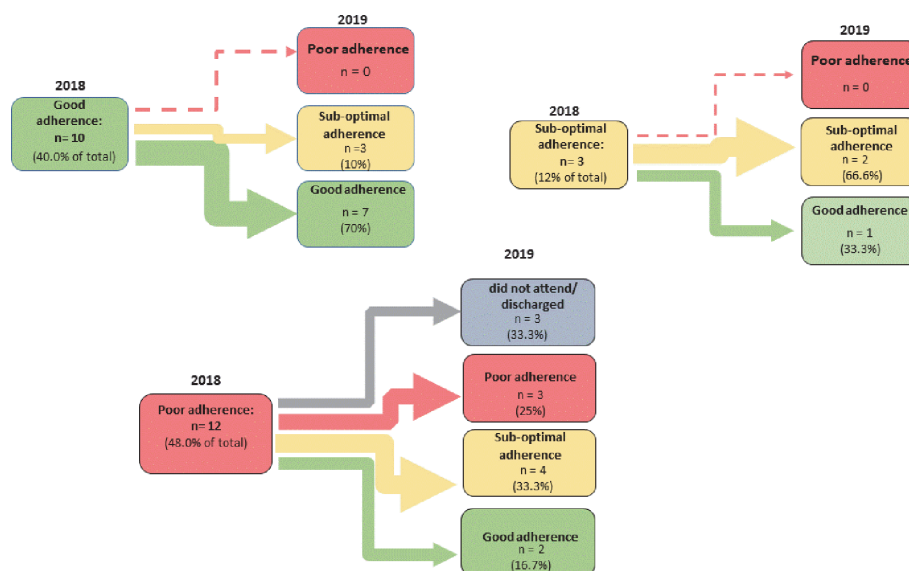 2018
Good
adherence:
n= 10
(40.0% of total)
2019
Poor adherence
n = 0
Sub-optimal
adherence
n =3
(10%)
Good adherence
n = 7
(70%)
2018
Sub-optimal
adherence:
n= 3
(12% of total)
2019
Poor adherence
n = 0
Sub-optimal
adherence
n = 2
(66.6%)
Good adherence
n = 1
(33.3%)
2018
Poor adherence:
n= 12
(48.0% of total)
2019
did not attend/
discharged
n = 3
(33.3%)
Poor adherence
n = 3
(25%)
Sub-optimal
adherence
n = 4
(33.3%)
Good adherence
n = 2
(16.7%)